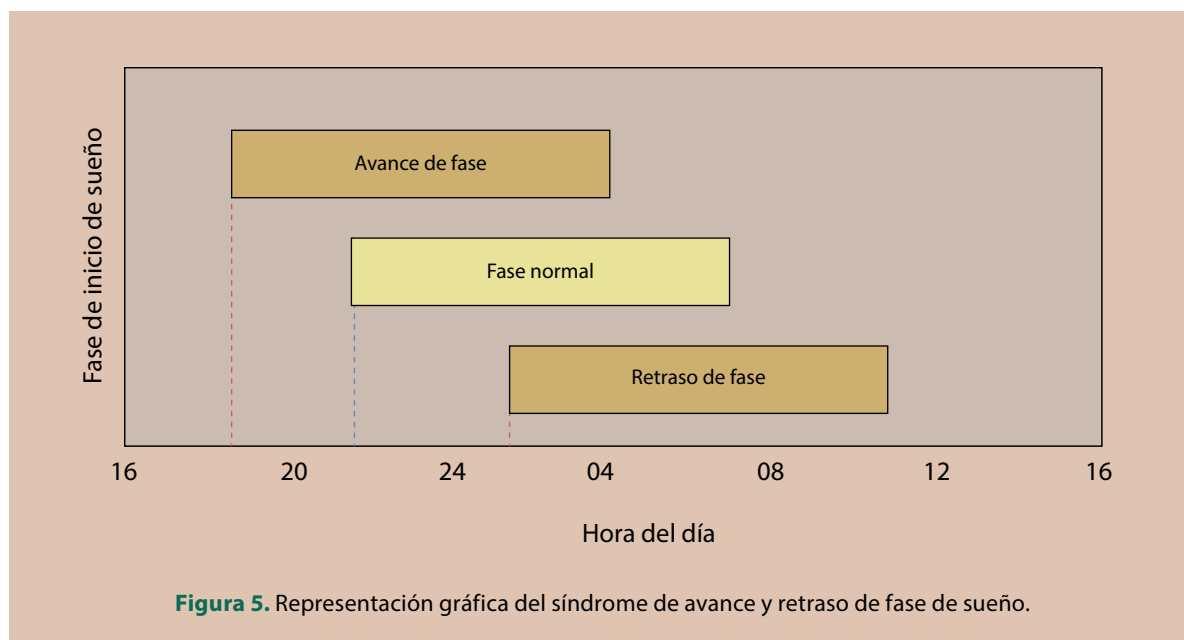 Fase de inicio de sueño
Avance de fase
Fase normal
Retraso de fase
16 20 24 04 08 12 16
Hora del día
Figura 5. Representación gráfica del síndrome de avance y retraso de fase de sueño.